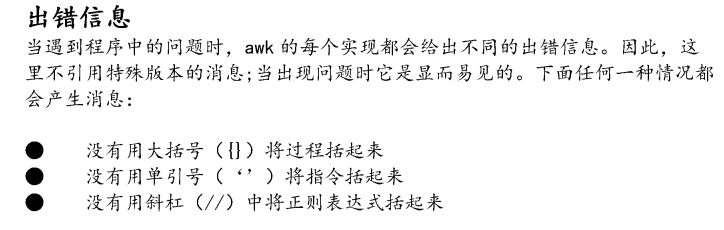 出错信息
当遇到程序中的问题时，awk 的每个实现都会给出不同的出错信息。因此，这
里不引用特殊版本的消息;当出现问题时它是显而易见的。下面任何一种情况都
会产生消息：
● 没有用大括号（{}）将过程括起来
● 没有用单引号（‘’）将指令括起来
● 没有用斜杠（//）中将正则表达式括起来